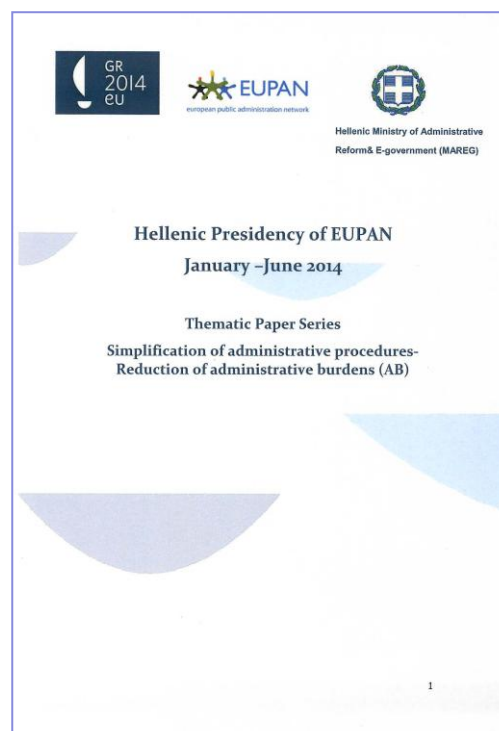 GR
2014
eu
EUPAN
european public administration network
Hellenic Ministry of Administrative
Reform& E-government (MAREG)
Hellenic Presidency of EUPAN
January –June 2014
Thematic Paper Series
Simplification of administrative procedures-
Reduction of administrative burdens (AB)
1